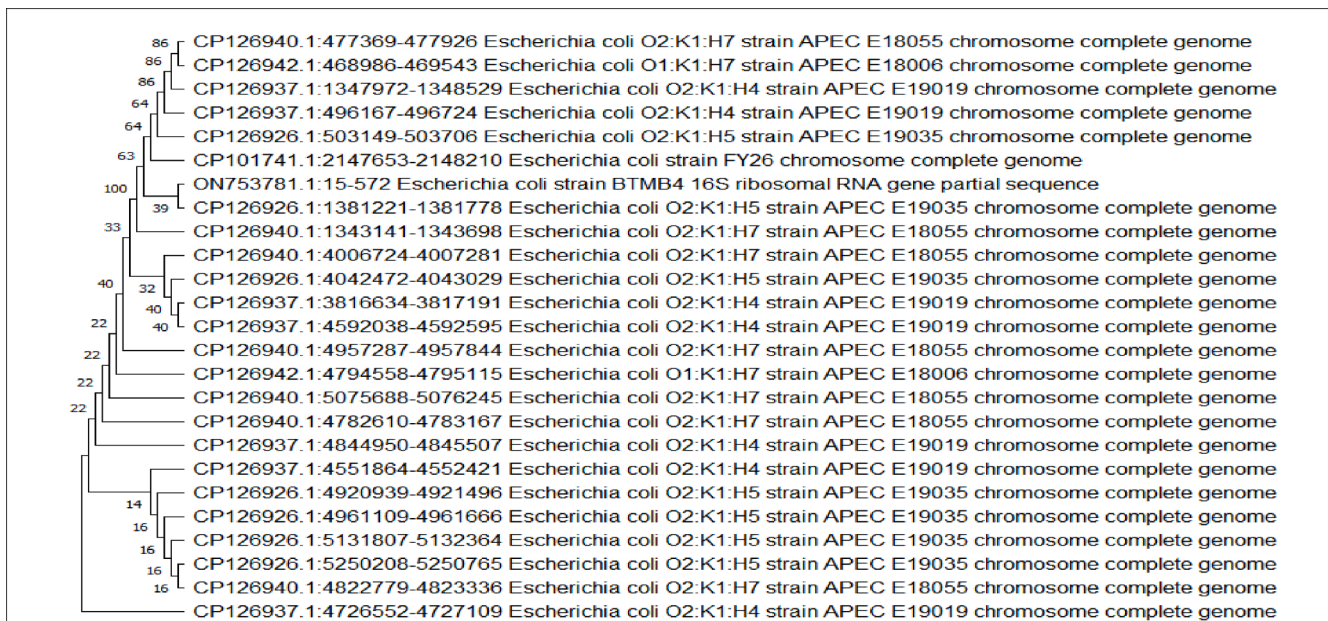 86 CP126940.1:477369-477926 Escherichia coli O2:K1:H7 strain APEC E18055 chromosome complete genome
86 CP126942.1:468986-469543 Escherichia coli O1:K1:H7 strain APEC E18006 chromosome complete genome
86 CP126937.1:1347972-1348529 Escherichia coli O2:K1:H4 strain APEC E19019 chromosome complete genome
64 CP126937.1:496167-496724 Escherichia coli O2:K1:H4 strain APEC E19019 chromosome complete genome
64 CP126926.1:503149-503706 Escherichia coli O2:K1:H5 strain APEC E19035 chromosome complete genome
63 CP101741.1:2147653-2148210 Escherichia coli strain FY26 chromosome complete genome
100 ON753781.1:15-572 Escherichia coli strain BTMB4 16S ribosomal RNA gene partial sequence
39 CP126926.1:1381221-1381778 Escherichia coli O2:K1:H5 strain APEC E19035 chromosome complete genome
33 CP126940.1:1343141-1343698 Escherichia coli O2:K1:H7 strain APEC E18055 chromosome complete genome
CP126940.1:4006724-4007281 Escherichia coli O2:K1:H7 strain APEC E18055 chromosome complete genome
40 32 CP126926.1:4042472-4043029 Escherichia coli O2:K1:H5 strain APEC E19035 chromosome complete genome
40 CP126937.1:3816634-3817191 Escherichia coli O2:K1:H4 strain APEC E19019 chromosome complete genome
22 40 CP126937.1:4592038-4592595 Escherichia coli O2:K1:H4 strain APEC E19019 chromosome complete genome
22 CP126940.1:4957287-4957844 Escherichia coli O2:K1:H7 strain APEC E18055 chromosome complete genome
22 CP126942.1:4794558-4795115 Escherichia coli O1:K1:H7 strain APEC E18006 chromosome complete genome
22 CP126940.1:5075688-5076245 Escherichia coli O2:K1:H7 strain APEC E18055 chromosome complete genome
CP126940.1:4782610-4783167 Escherichia coli O2:K1:H7 strain APEC E18055 chromosome complete genome
CP126937.1:4844950-4845507 Escherichia coli O2:K1:H4 strain APEC E19019 chromosome complete genome
CP126937.1:4551864-4552421 Escherichia coli O2:K1:H4 strain APEC E19019 chromosome complete genome
14 CP126926.1:4920939-4921496 Escherichia coli O2:K1:H5 strain APEC E19035 chromosome complete genome
16 CP126926.1:4961109-4961666 Escherichia coli O2:K1:H5 strain APEC E19035 chromosome complete genome
16 CP126926.1:5131807-5132364 Escherichia coli O2:K1:H5 strain APEC E19035 chromosome complete genome
16 CP126926.1:5250208-5250765 Escherichia coli O2:K1:H5 strain APEC E19035 chromosome complete genome
16 CP126940.1:4822779-4823336 Escherichia coli O2:K1:H7 strain APEC E18055 chromosome complete genome
CP126937.1:4726552-4727109 Escherichia coli O2:K1:H4 strain APEC E19019 chromosome complete genome